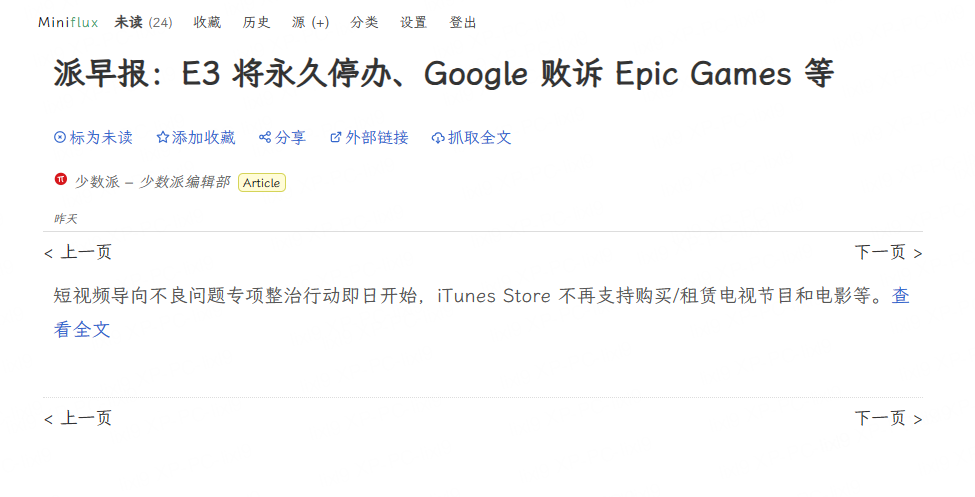 Miniflux 未读 (24) 收藏 历史 源 (+) 分类 设置 登出
派早报：E3 将永久停办、Google 败诉 Epic Games 等
标为未读 添加收藏 分享 外部链接 抓取全文
π 少数派 – 少数派编辑部 Article
昨天
< 上一页 下一页 >
短视频导向不良问题专项整治行动即日开始，iTunes Store 不再支持购买/租赁电视节目和电影等。查
看全文
< 上一页 下一页 >